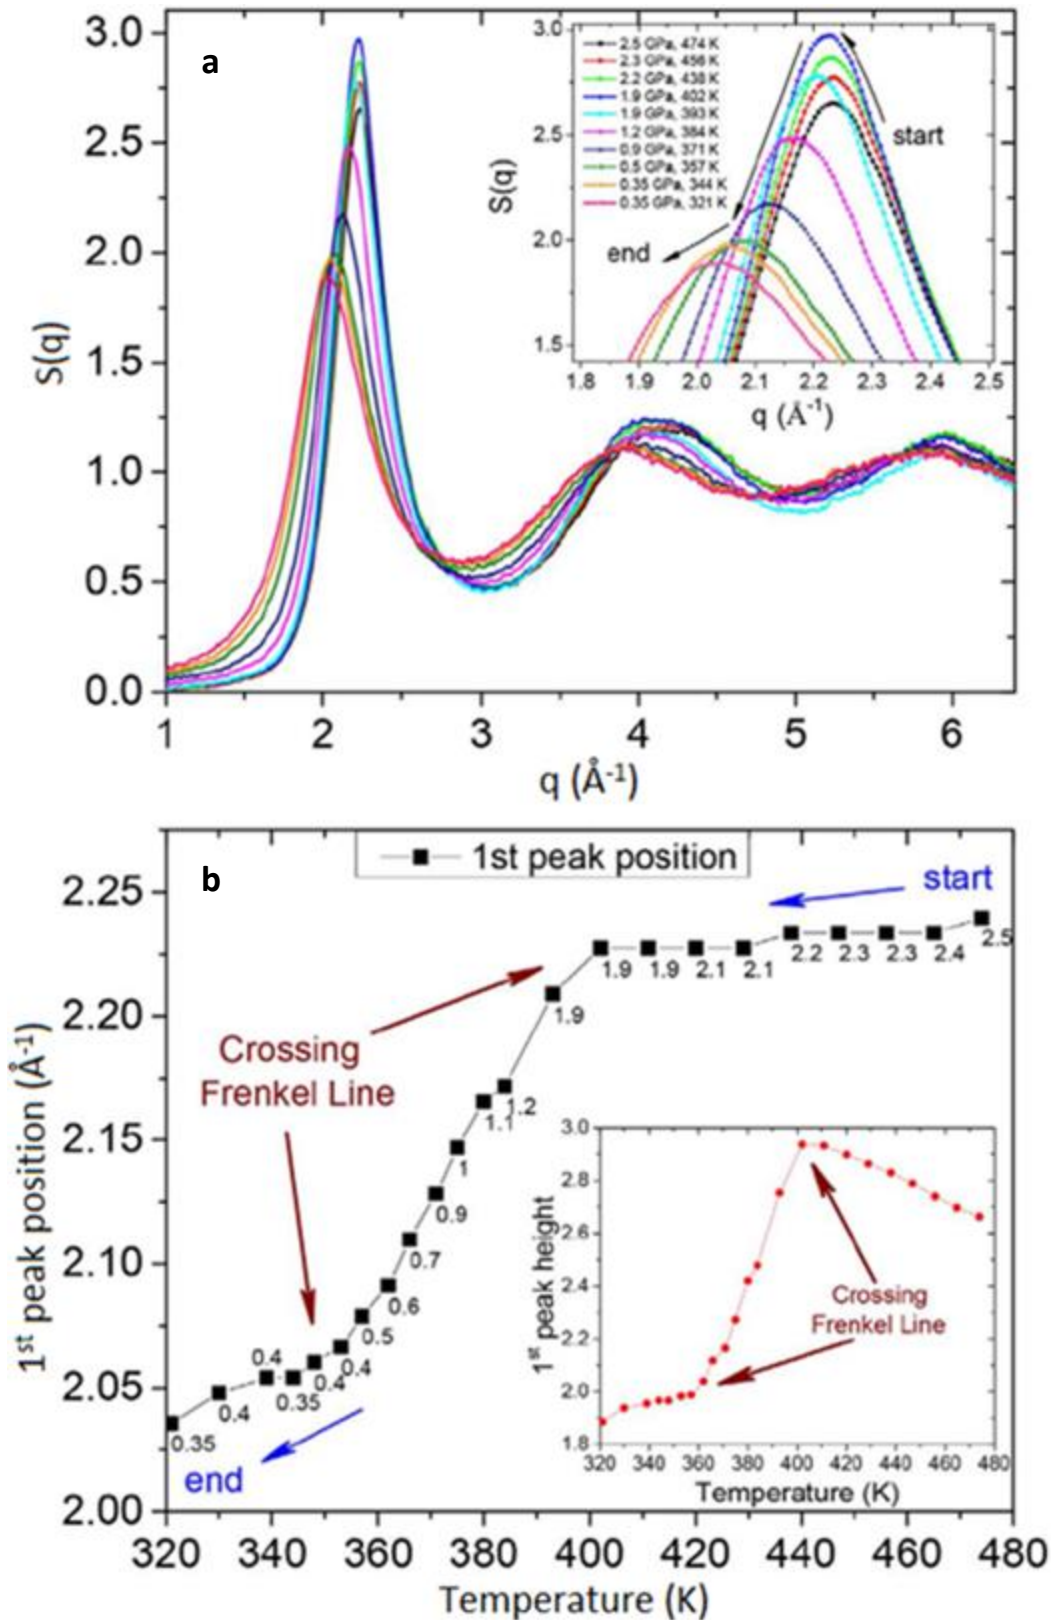 a
3.0
2.5
2.0
1.5
1.0
0.5
0.0
S(q)
1 2 3 4 5 6
q (Å-1)
3.0
2.5
2.0
1.5
S(q)
2.5 GPa, 474 K
2.3 GPa, 456 K
2.2 GPa, 438 K
1.9 GPa, 402 K
1.9 GPa, 393 K
1.2 GPa, 384 K
0.9 GPa, 371 K
0.5 GPa, 357 K
0.35 GPa, 344 K
0.35 GPa, 321 K
start
end
1.8 1.9 2.0 2.1 2.2 2.3 2.4 2.5
q (Å-1)
b
1st peak position
start
2.25
2.20
2.15
2.10
2.05
2.00
1st peak position (Å-1)
2.5
2.4
2.3
2.3
2.2
2.1
2.1
1.9
1.9
1.9
1.2
1.1
1
0.9
0.7
0.6
0.5
0.4
0.4
0.35
0.4
0.4
0.35
Crossing
Frenkel Line
end
320 340 360 380 400 420 440 460 480
Temperature (K)
3.0
2.8
2.6
2.4
2.2
2.0
1.8
1st peak height
Crossing
Frenkel Line
320 340 360 380 400 420 440 460 480
Temperature (K)